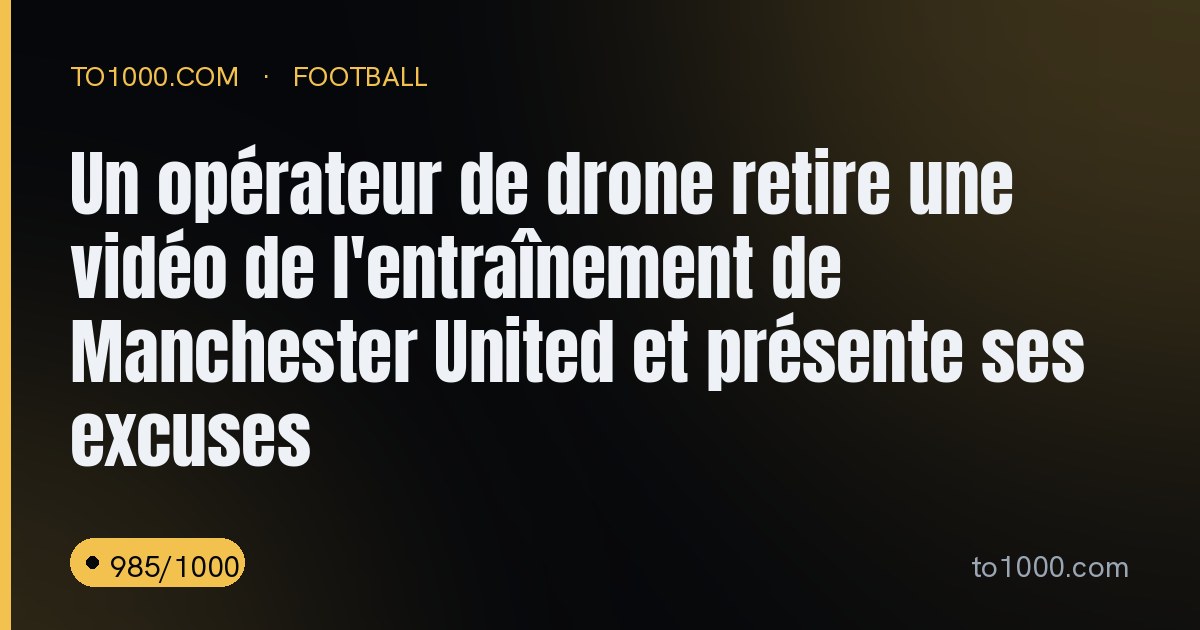 TO1000.COM · FOOTBALL
Un opérateur de drone retire une
vidéo de l'entraînement de
Manchester United et présente ses
excuses
985/1000
to1000.com